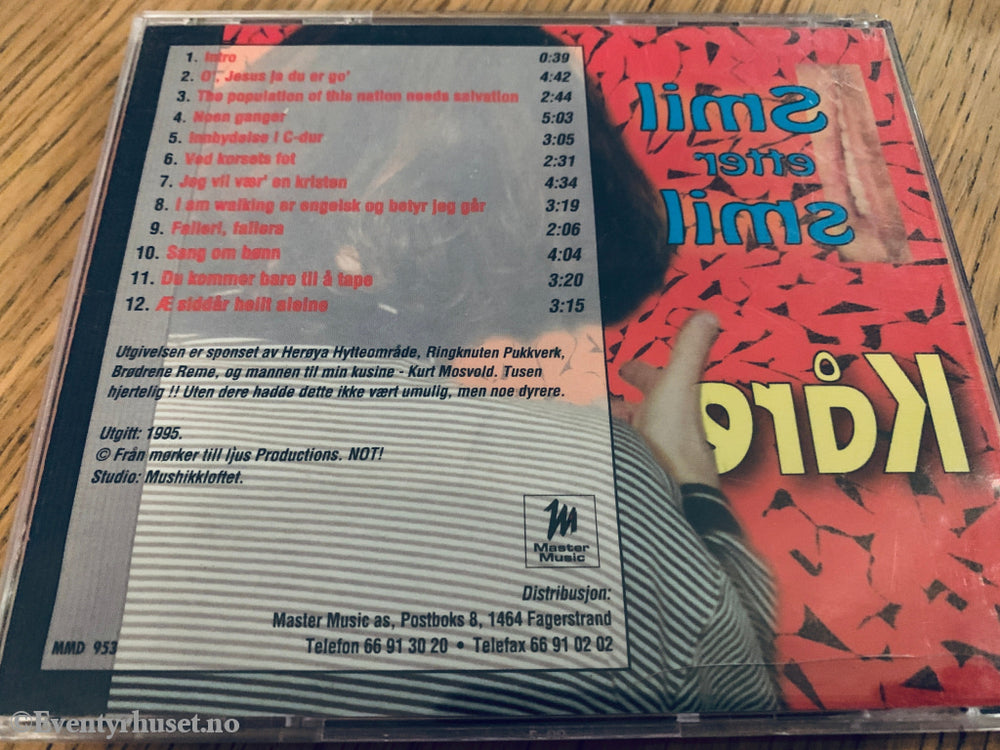 1. Intro 0:39
2. O', Jesus ja du er go' 4:42
3. The population of this nation needs salvation 2:44
4. Noen ganger 5:03
5. Innbydelse i C-dur 3:05
6. Ved korsets fot 2:31
7. Jeg vil vær' en kristen 4:34
8. I am walking er engelsk og betyr jeg går 3:19
9. Falleri, fallera 2:06
10. Sang om bønn 4:04
11. Du kommer bare til å tape 3:20
12. Æ siddår heilt aleine 3:15
Utgivelsen er sponset av Herøya Hytteområde, Ringknuten Pukkverk,
Brødrene Reme, og mannen til min kusine - Kurt Mosvold. Tusen
hjertelig !! Uten dere hadde dette ikke vært umulig, men noe dyrere.
Utgitt: 1995.
© Från mørker till ljus Productions. NOT!
Studio: Mushikkloftet.
Master
Music
Distribusjon:
Master Music as, Postboks 8, 1464 Fagerstrand
Telefon 66 91 30 20 • Telefax 66 91 02 02
MMD 953
Smil
etter
smil
Kåre
©Eventyrhuset.no